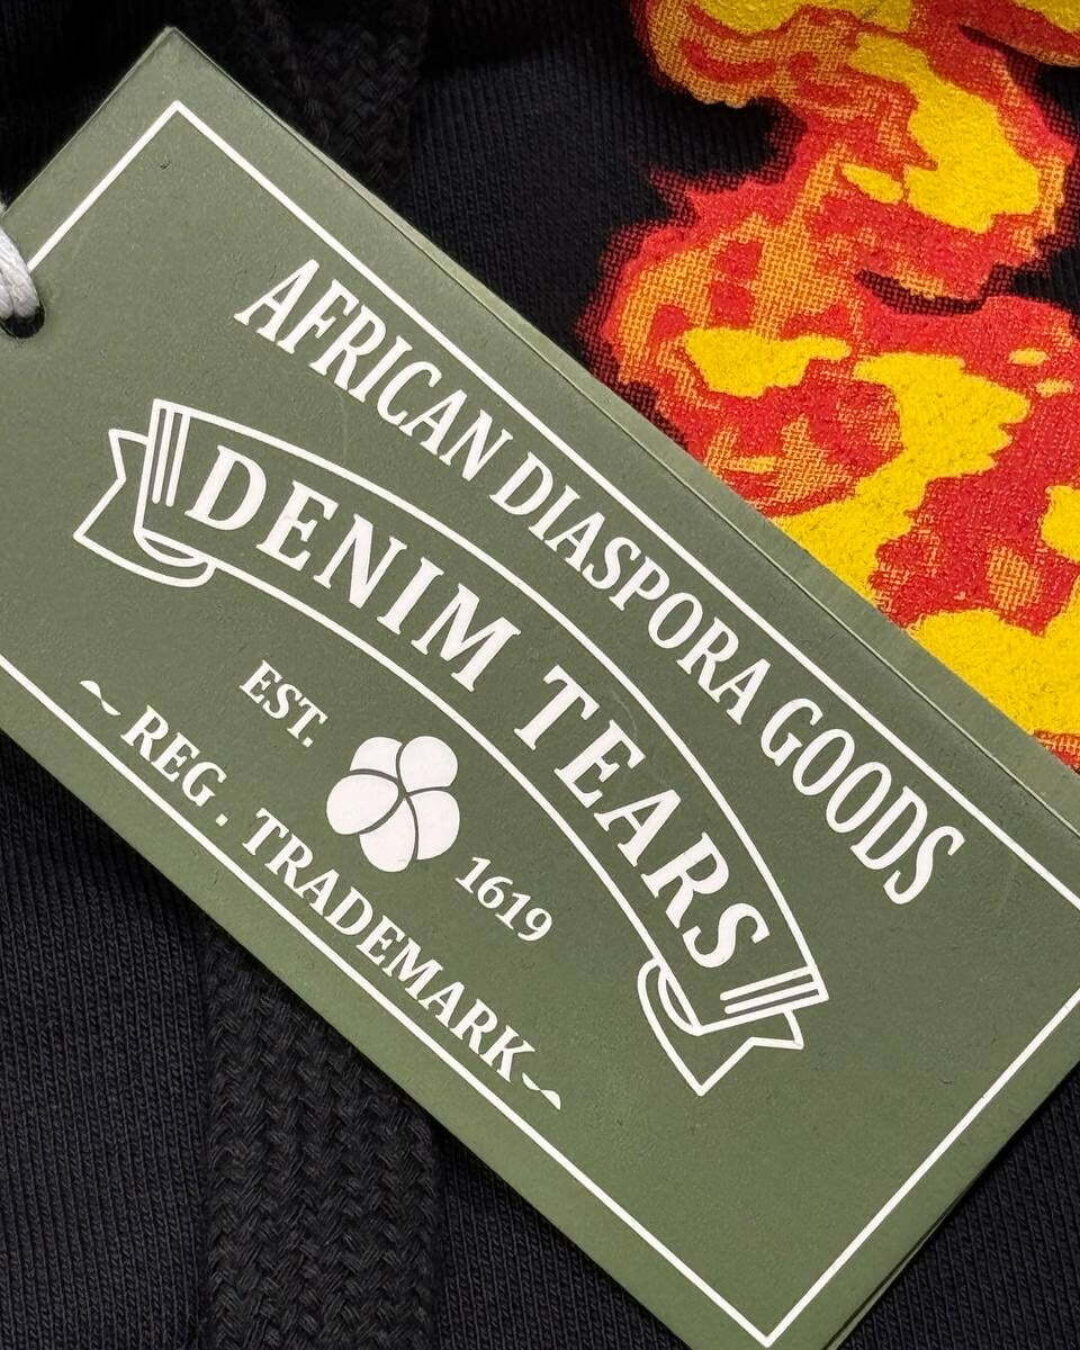 AFRICAN DIASPORA GOODS
DENIM TEARS
EST. 1619
REG. TRADEMARK